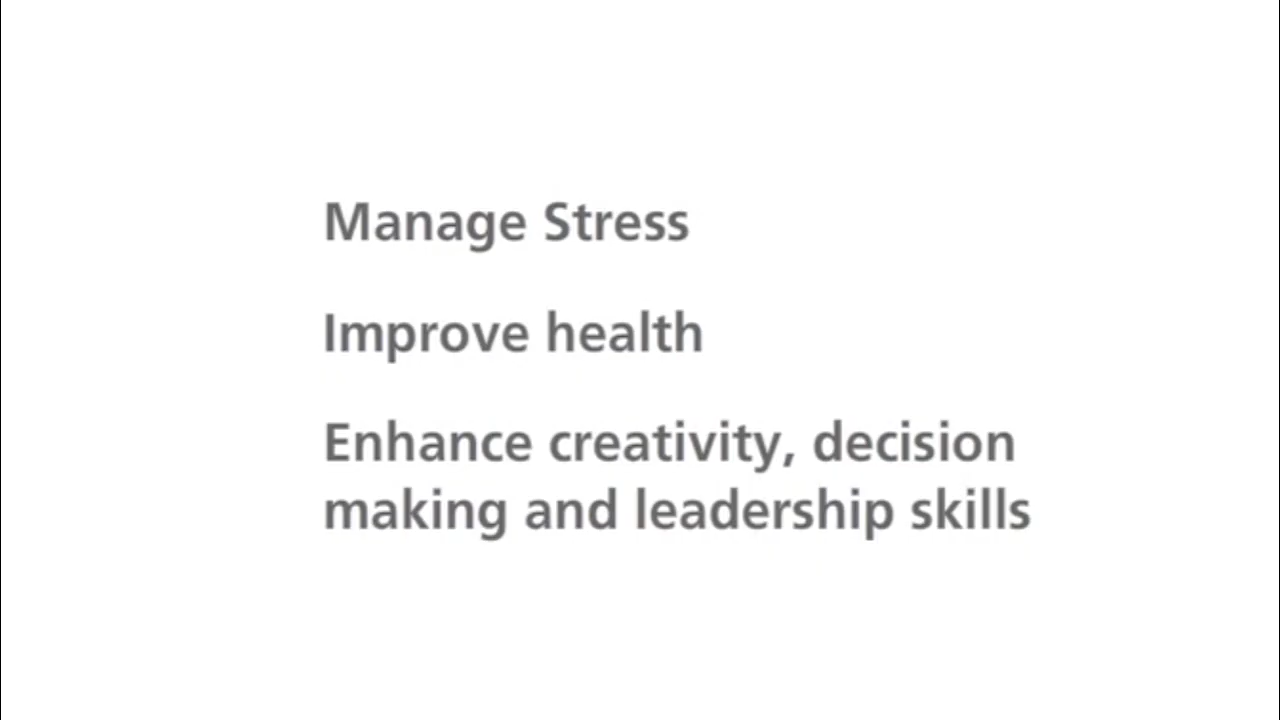 Manage Stress
Improve health
Enhance creativity, decision
making and leadership skills